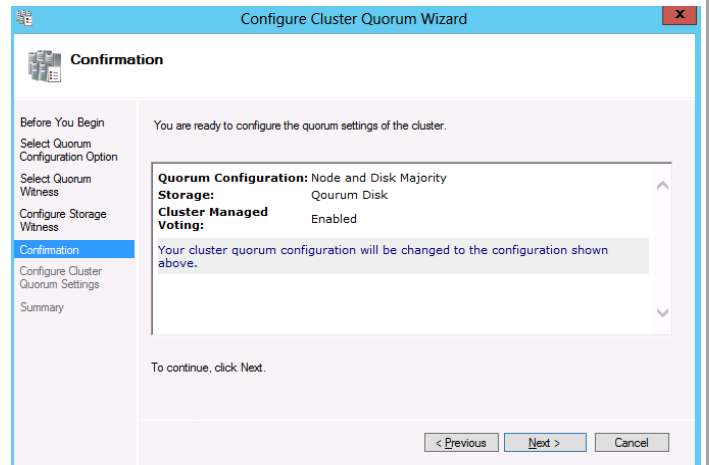 Configure Cluster Quorum Wizard
x
Confirmation
Before You Begin
Select Quorum
Configuration Option
Select Quorum
Witness
Configure Storage
Witness
Confirmation
Configure Cluster
Quorum Settings
Summary
You are ready to configure the quorum settings of the cluster.
Quorum Configuration: Node and Disk Majority
Storage: Qourum Disk
Cluster Managed
Voting: Enabled
Your cluster quorum configuration will be changed to the configuration shown
above.
To continue, click Next.
< Previous Next > Cancel